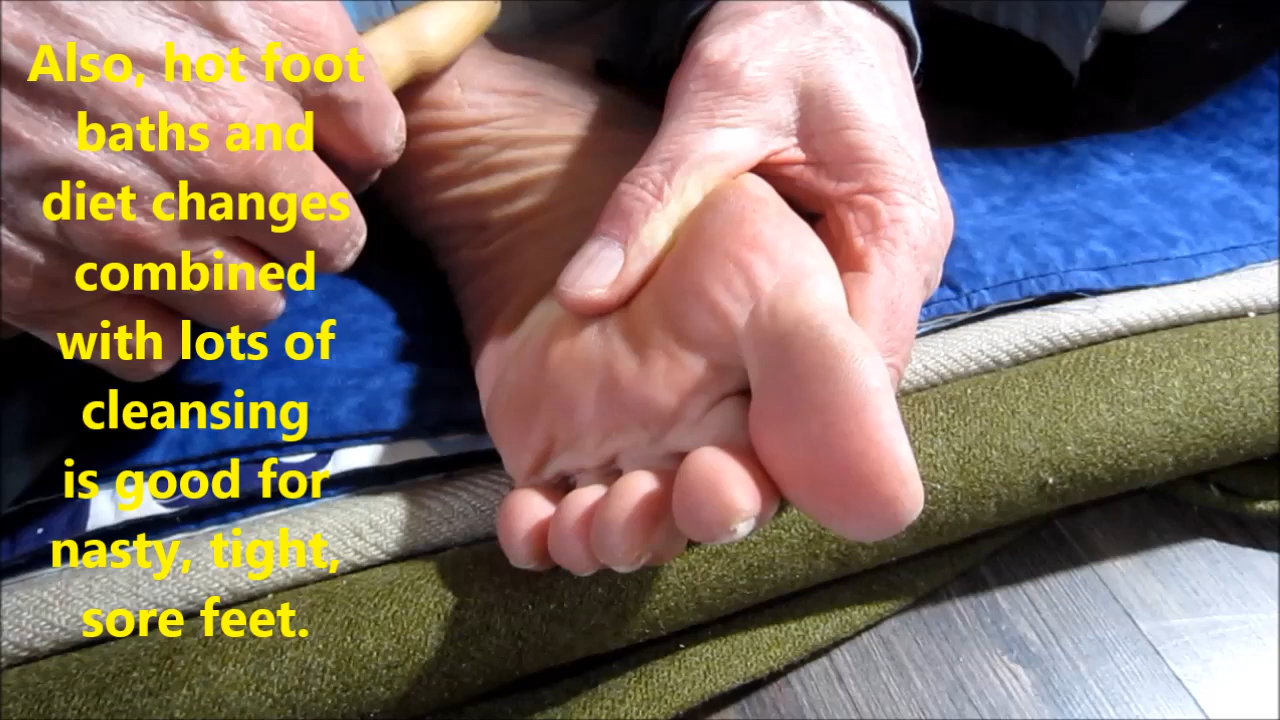 Also, hot foot
baths and
diet changes
combined
with lots of
cleansing
is good for
nasty, tight,
sore feet.